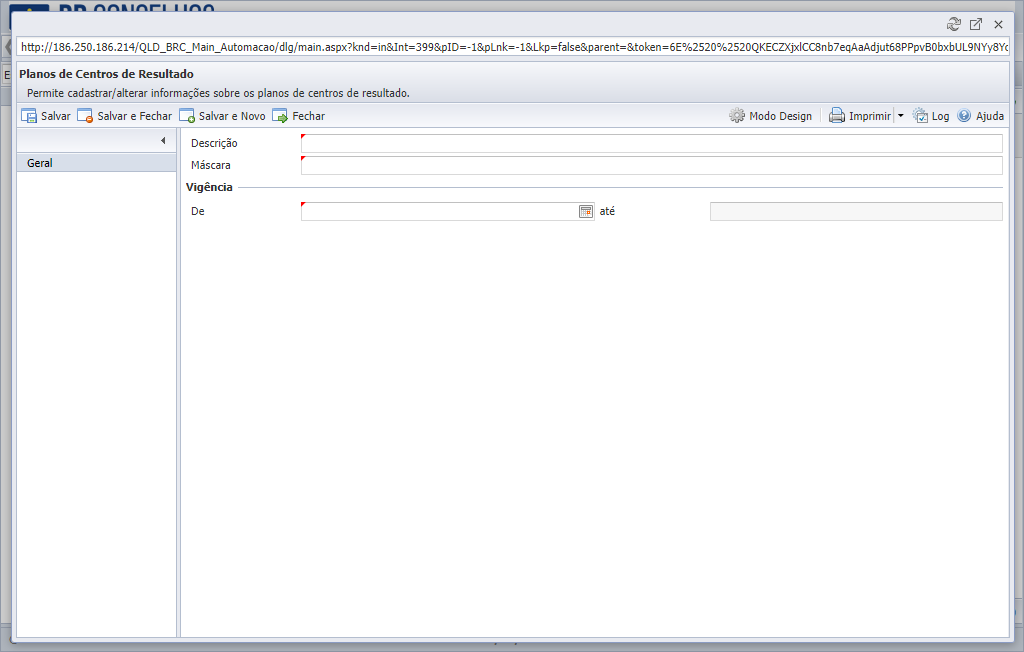 http://186.250.186.214/QLD_BRC_Main_Automacao/dlg/main.aspx?knd=in&Int=399&pID=-1&pLnk=-1&Lkp=false&parent=&token=6E%2520%2520QKECZXjxlCC8nb7eqAaAdjut68PPpvB0bxbUL9NYy8Yc
Planos de Centros de Resultado
Permite cadastrar/alterar informações sobre os planos de centros de resultado.
Salvar Salvar e Fechar Salvar e Novo Fechar Modo Design Imprimir Log Ajuda
Geral
Descrição
Máscara
Vigência
De até